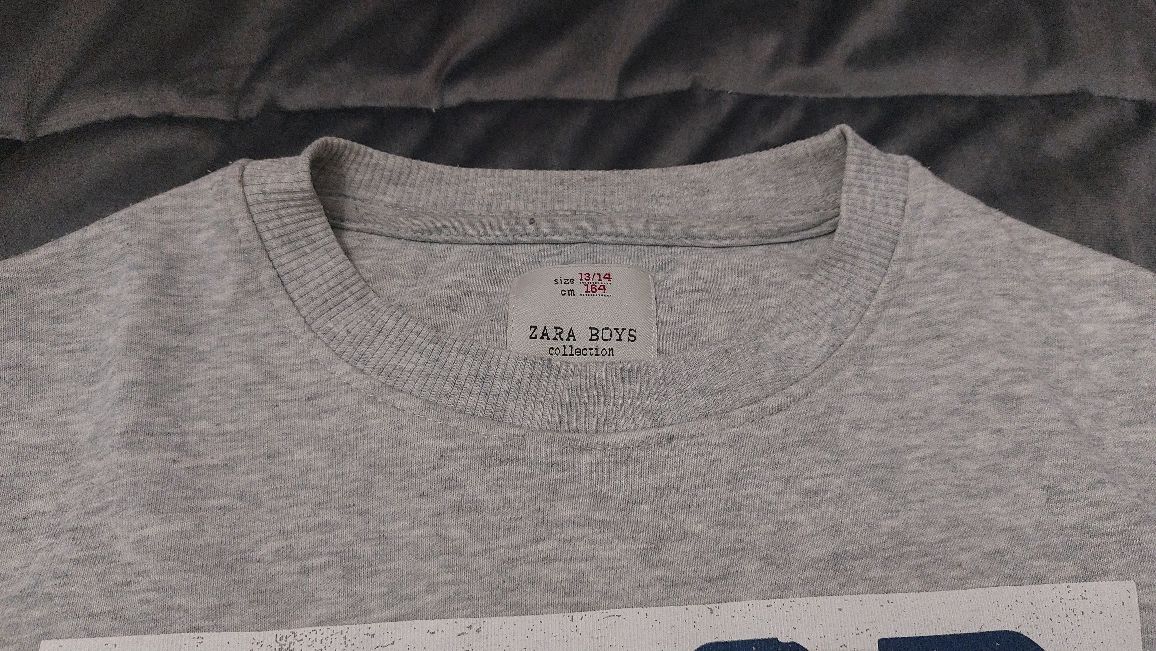 size 13/14
cm 164
ZARA BOYS
collection